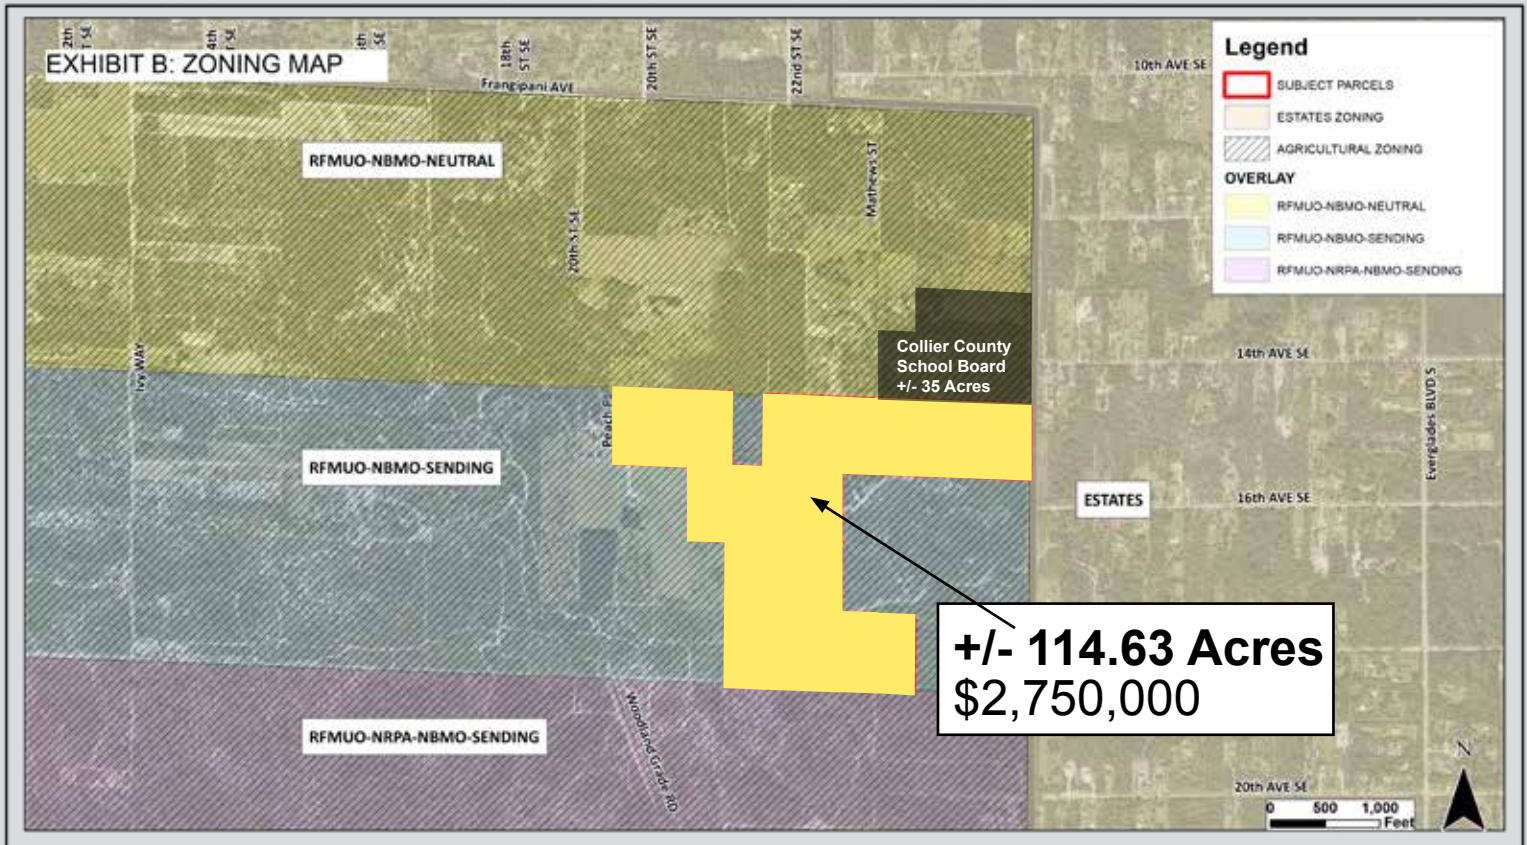 EXHIBIT B: ZONING MAP
18th
ST SE
20th ST SE
22nd ST SE
Frangipani AVE
10th AVE SE
Legend
SUBJECT PARCELS
ESTATES ZONING
AGRICULTURAL ZONING
OVERLAY
RFMUO-NBMO-NEUTRAL
RFMUO-NBMO-SENDING
RFMUO-NRPA-NBMO-SENDING
RFMUO-NBMO-NEUTRAL
Mathews ST
20th ST SE
Collier County
School Board
+/- 35 Acres
14th AVE SE
Ivy WAY
Peach
Everglades BLVD S
RFMUO-NBMO-SENDING
ESTATES
16th AVE SE
+/- 114.63 Acres
$2,750,000
RFMUO-NRPA-NBMO-SENDING
Woodland Grade RD
N
20th AVE SE
0 500 1,000
Feet